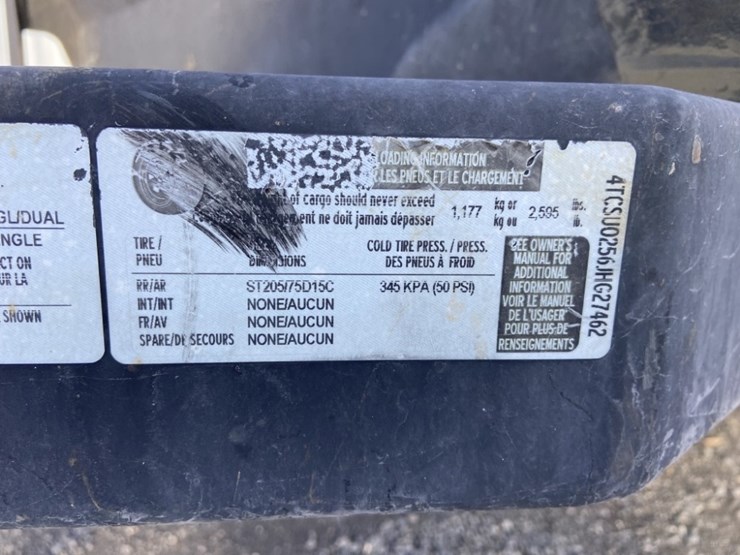 GL/DUAL
NGLE
CT ON
UR LA
SHOWN
LOADING INFORMATION
LES PNEUS ET LE CHARGEMENT
of cargo should never exceed
ne doit jamais dépasser
1,177
kg or
kg ou
2,595
lbs.
lb.
TIRE /
PNEU
COLD TIRE PRESS. / PRESS.
DES PNEUS À FROID
RR/AR ST205/75D15C 345 KPA (50 PSI)
INT/INT NONE/AUCUN
FR/AV NONE/AUCUN
SPARE/DE SECOURS NONE/AUCUN
SEE OWNER'S
MANUAL FOR
ADDITIONAL
INFORMATION
VOIR LE MANUEL
DE L'USAGER
POUR PLUS DE
RENSEIGNEMENTS
4TCSU0256JHG27462